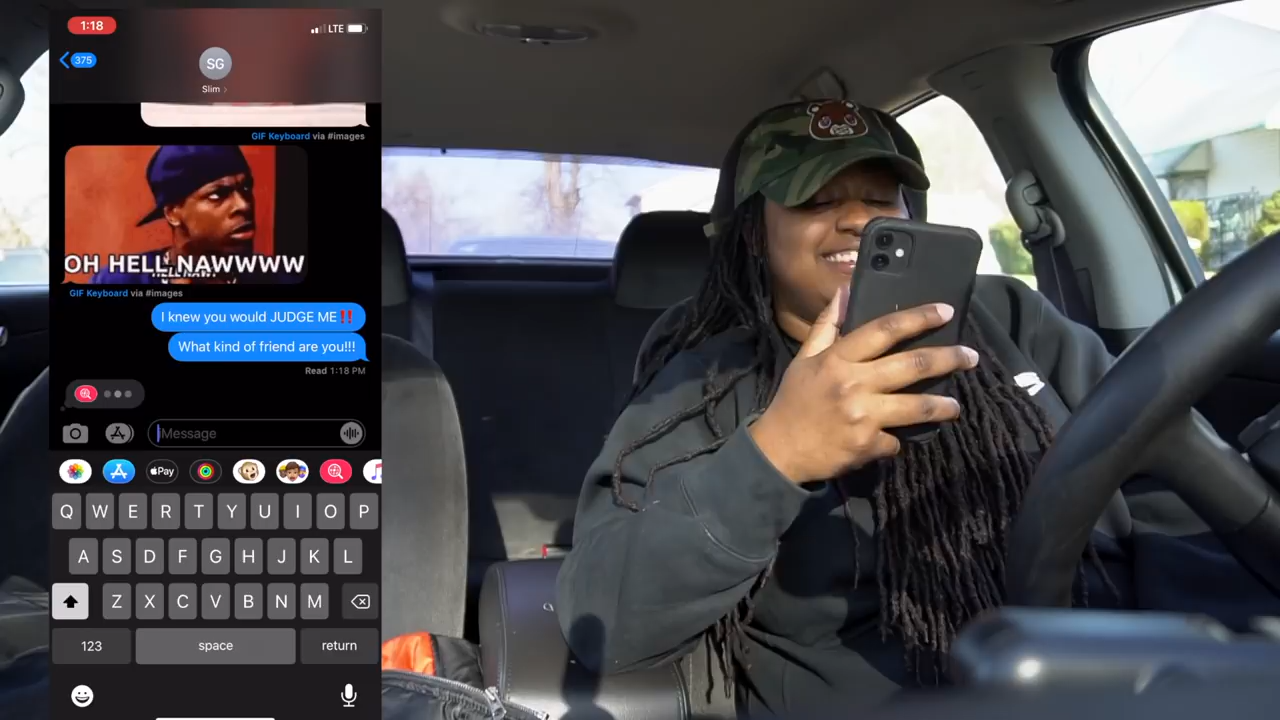 1:18
LTE
375
SG
Slim
GIF Keyboard via #images
OH HELL NAWWWW
GIF Keyboard via #images
I knew you would JUDGE ME‼️
What kind of friend are you!!!
Read 1:18 PM
iMessage
Pay
Q W E R T Y U I O P
A S D F G H J K L
Z X C V B N M
123 space return